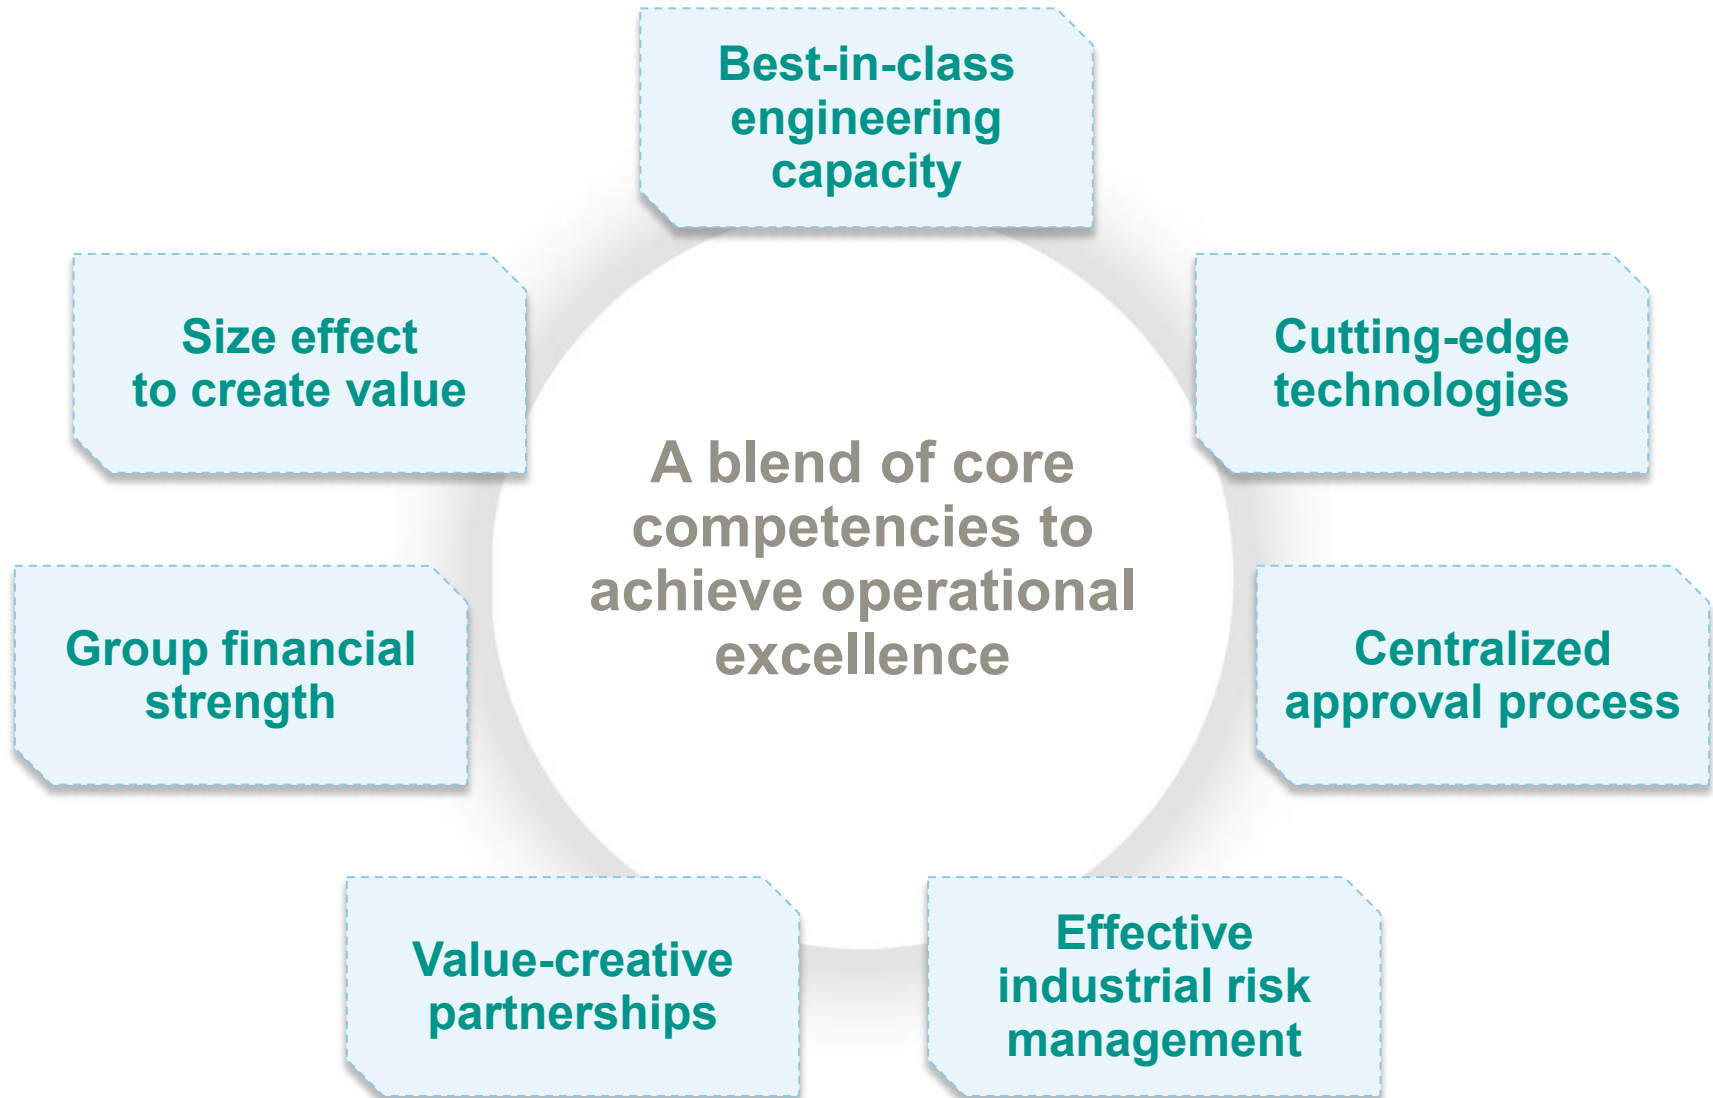 Best-in-class
engineering
capacity
Size effect
to create value
Cutting-edge
technologies
A blend of core
competencies to
achieve operational
excellence
Group financial
strength
Centralized
approval process
Value-creative
partnerships
Effective
industrial risk
management